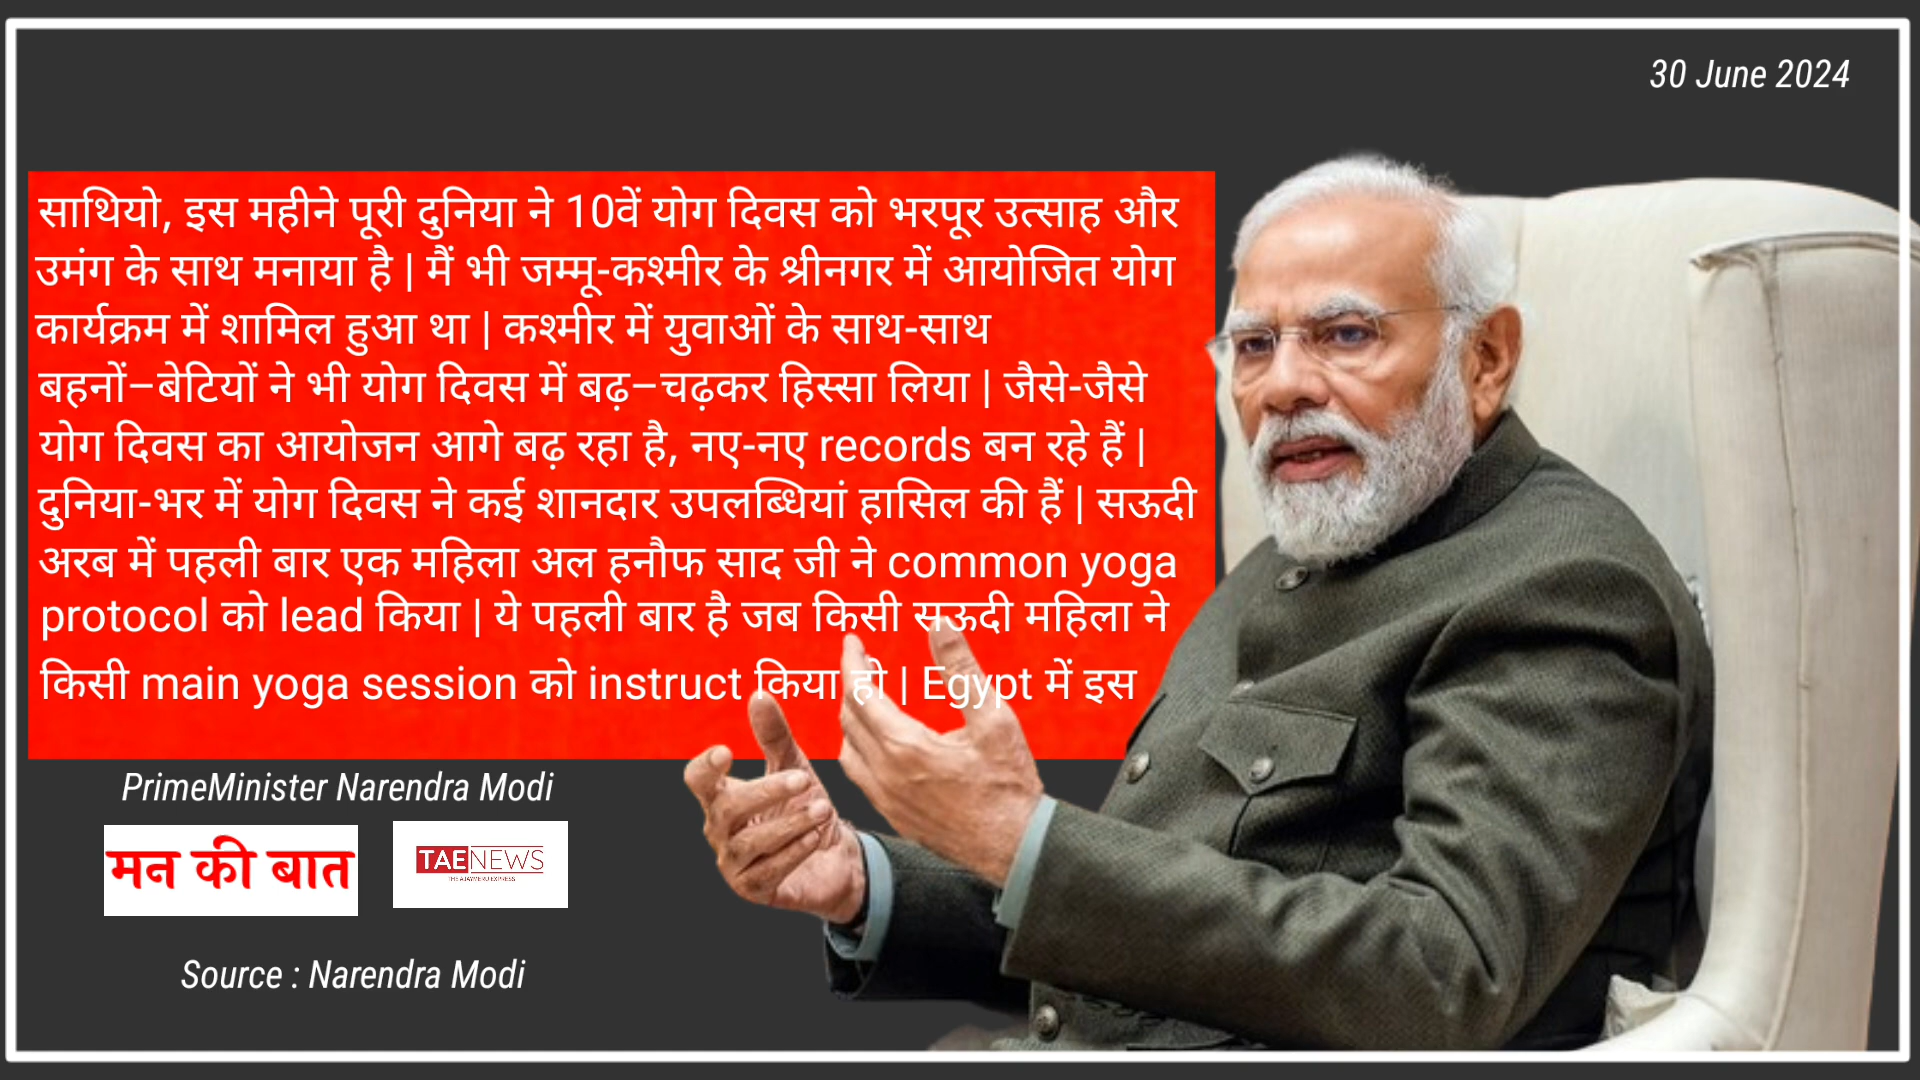 30 June 2024
साथियो, इस महीने पूरी दुनिया ने 10वें योग दिवस को भरपूर उत्साह और
उमंग के साथ मनाया है | मैं भी जम्मू-कश्मीर के श्रीनगर में आयोजित योग
कार्यक्रम में शामिल हुआ था | कश्मीर में युवाओं के साथ-साथ
बहनों–बेटियों ने भी योग दिवस में बढ़–चढ़कर हिस्सा लिया | जैसे-जैसे
योग दिवस का आयोजन आगे बढ़ रहा है, नए-नए records बन रहे हैं |
दुनिया-भर में योग दिवस ने कई शानदार उपलब्धियां हासिल की हैं | सऊदी
अरब में पहली बार एक महिला अल हनौफ साद जी ने common yoga
protocol को lead किया | ये पहली बार है जब किसी सऊदी महिला ने
किसी main yoga session को instruct किया हो | Egypt में इस
PrimeMinister Narendra Modi
मन की बात
TAENEWS
THE AJAYMERU EXPRESS
Source : Narendra Modi